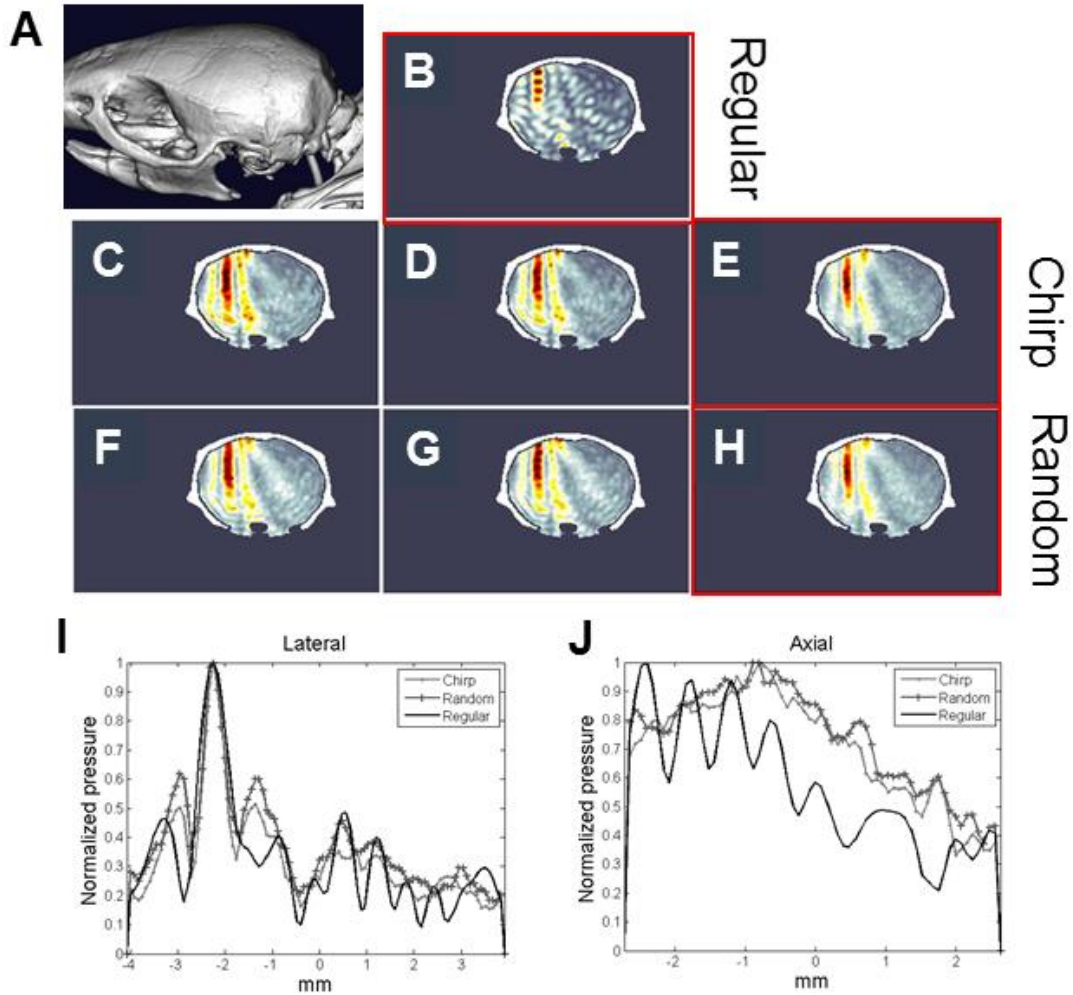 A
B
Regular
C
D
E
Chirp
F
G
H
Random
I
Lateral
Normalized pressure
1
0.9
0.8
0.7
0.6
0.5
0.4
0.3
0.2
0.1
0
-4
-3
-2
-1
0
1
2
3
mm
Chirp
Random
Regular
J
Axial
Normalized pressure
1
0.9
0.8
0.7
0.6
0.5
0.4
0.3
0.2
0.1
0
-2
-1
0
1
2
mm
Chirp
Random
Regular